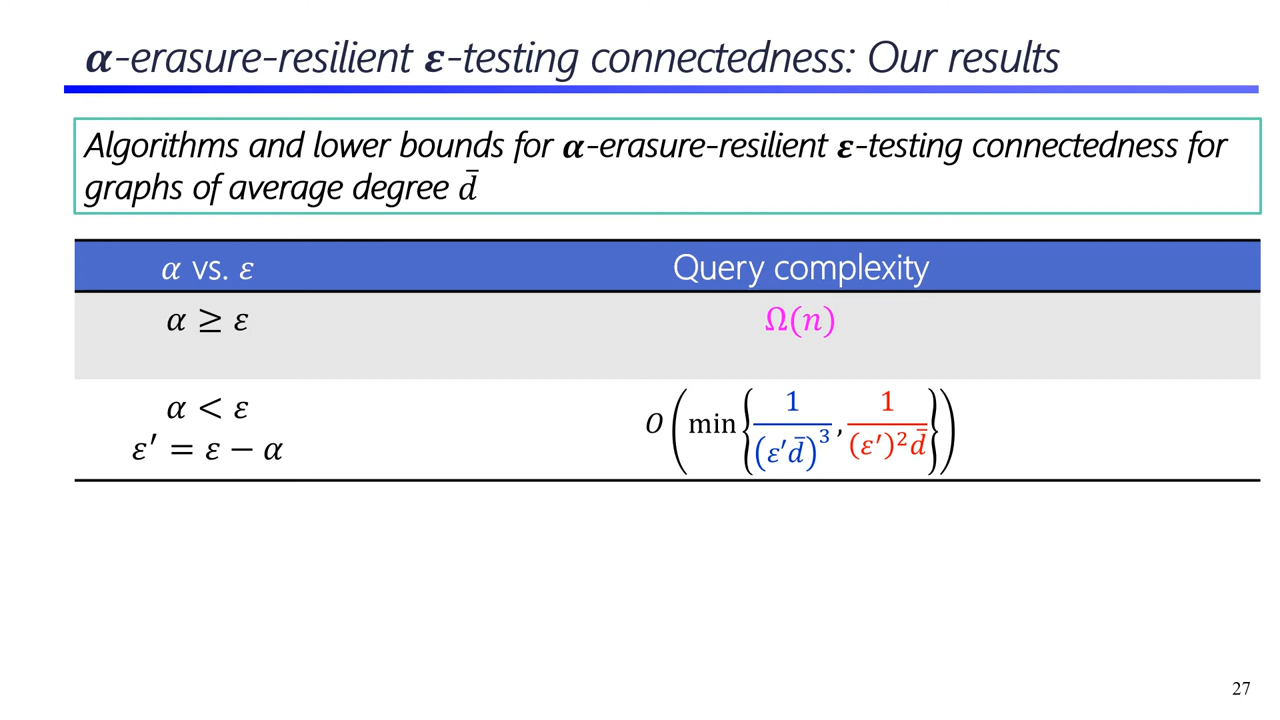 α-erasure-resilient ε-testing connectedness: Our results
Algorithms and lower bounds for α-erasure-resilient ε-testing connectedness for
graphs of average degree d̄
α vs. ε Query complexity
α ≥ ε Ω(n)
α < ε
ε′ = ε − α
O(min{1/(ε′d̄)³, 1/(ε′)²d̄})
27